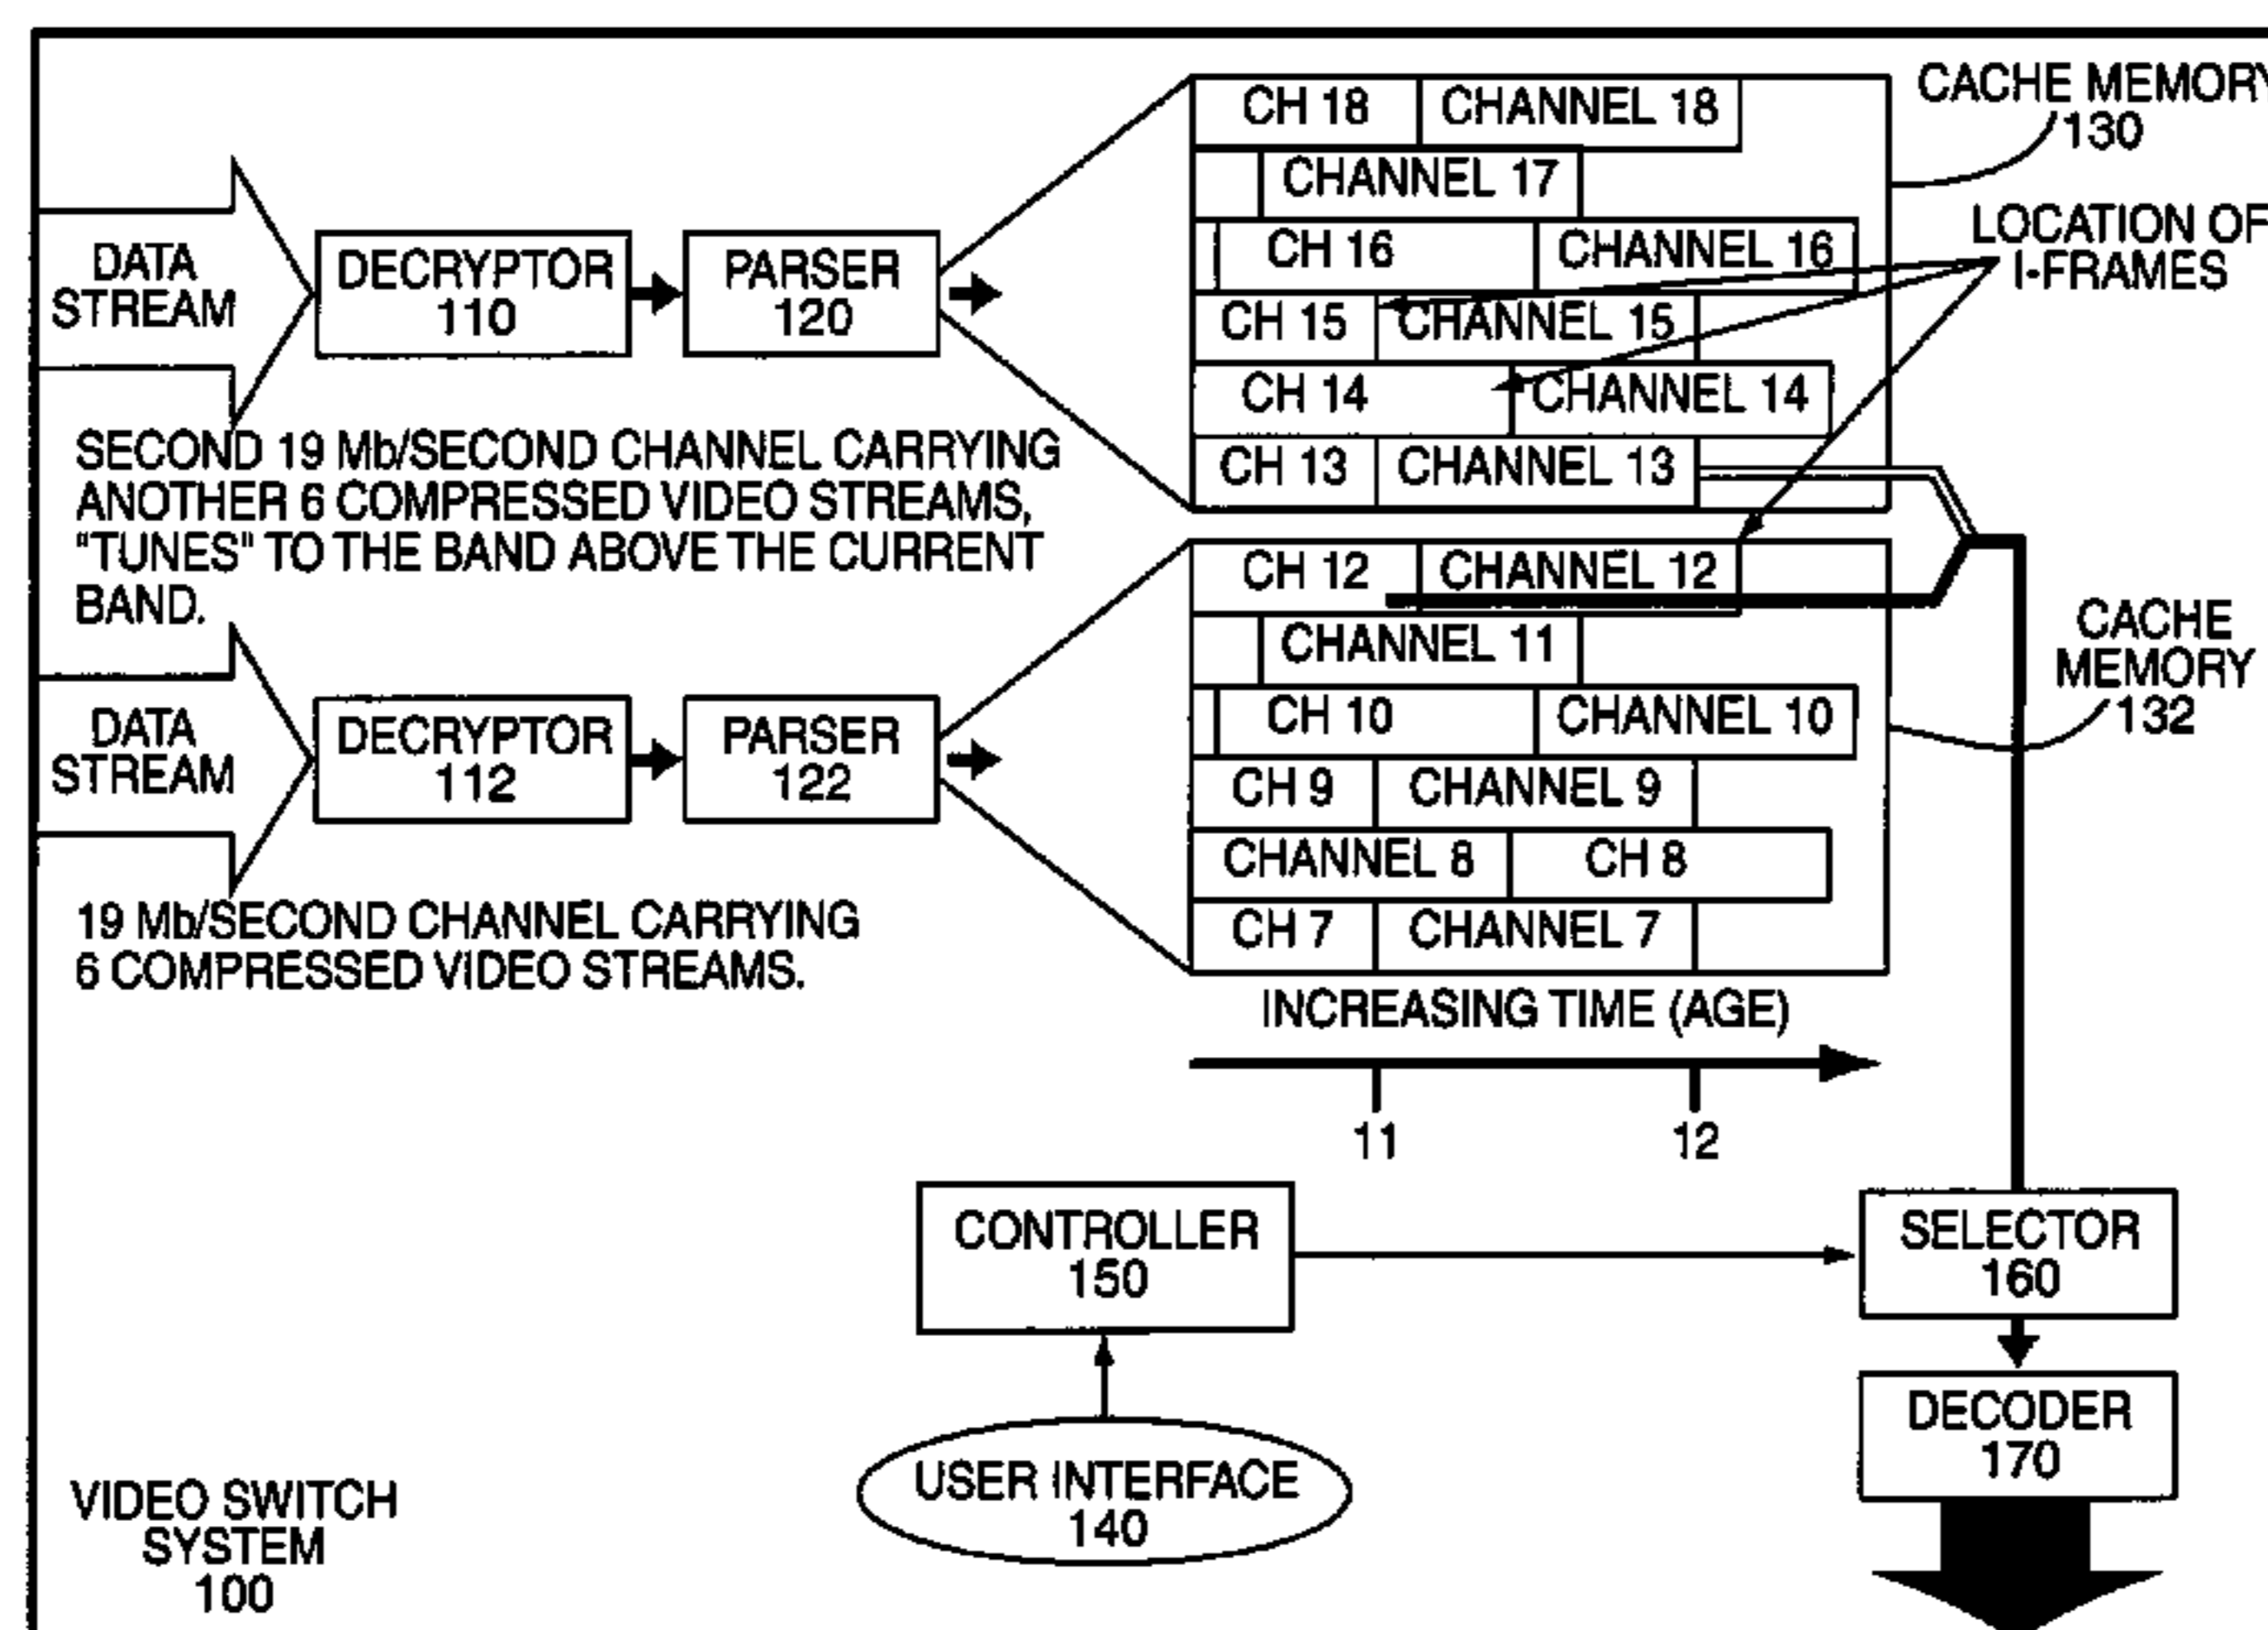 CH 18 CHANNEL 18
CACHE MEMORY
130
CHANNEL 17
CH 16 CHANNEL 16
LOCATION OF
I-FRAMES
CH 15 CHANNEL 15
CH 14 CHANNEL 14
CH 13 CHANNEL 13
DATA
STREAM
DECRYPTOR
110
PARSER
120
SECOND 19 Mb/SECOND CHANNEL CARRYING
ANOTHER 6 COMPRESSED VIDEO STREAMS,
"TUNES" TO THE BAND ABOVE THE CURRENT
BAND.
CH 12 CHANNEL 12
CHANNEL 11
CH 10 CHANNEL 10
CH 9 CHANNEL 9
CHANNEL 8 CH 8
CH 7 CHANNEL 7
CACHE
MEMORY
132
DATA
STREAM
DECRYPTOR
112
PARSER
122
19 Mb/SECOND CHANNEL CARRYING
6 COMPRESSED VIDEO STREAMS.
INCREASING TIME (AGE)
11 12
CONTROLLER
150
SELECTOR
160
DECODER
170
USER INTERFACE
140
VIDEO SWITCH
SYSTEM
100